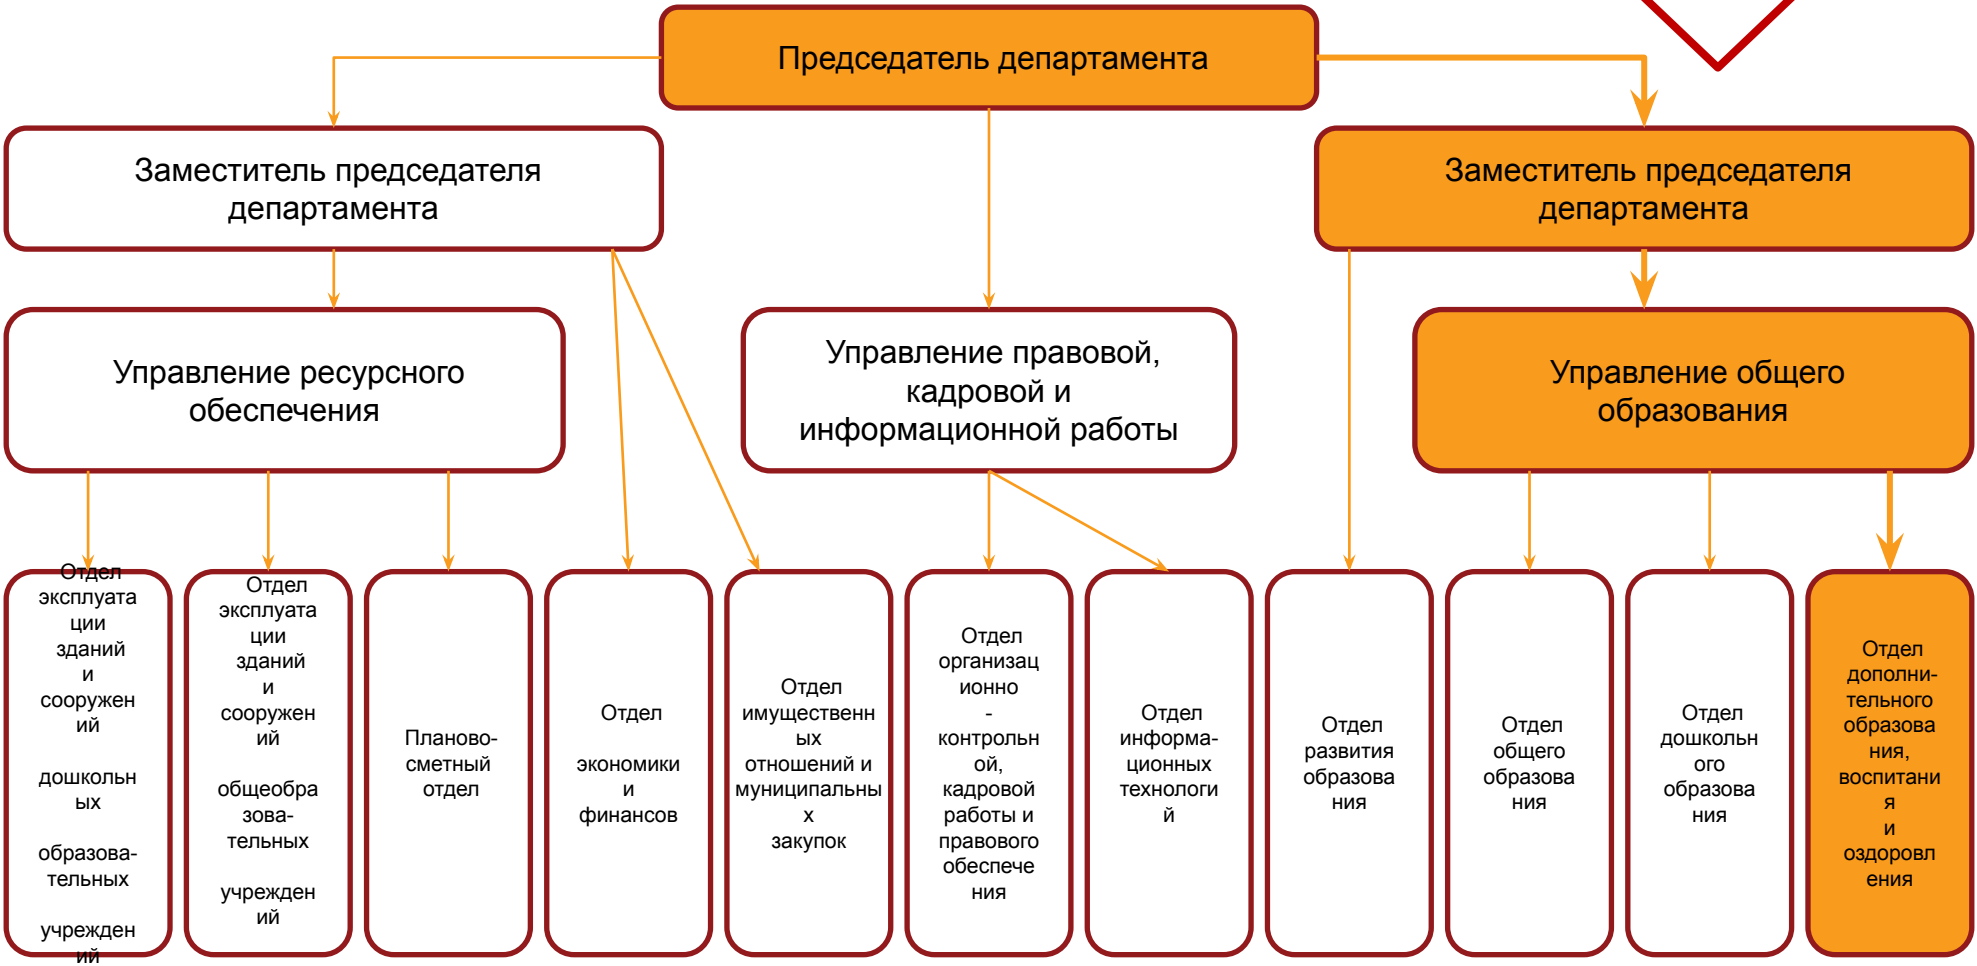 Председатель департамента
Заместитель председателя
департамента
Заместитель председателя
департамента
Управление ресурсного
обеспечения
Управление правовой,
кадровой и
информационной работы
Управление общего
образования
Отдел
эксплуата
ции
зданий
и
сооружен
ий
дошкольн
ых
образова-
тельных
учрежден
ий
Отдел
эксплуата
ции
зданий
и
сооружен
ий
общеобра
зова-
тельных
учрежден
ий
Планово-
сметный
отдел
Отдел
экономики
и
финансов
Отдел
имущественн
ых
отношений и
муниципальны
х
закупок
Отдел
организац
ионно
-
контрольн
ой,
кадровой
работы и
правового
обеспече
ния
Отдел
информа-
ционных
технологи
й
Отдел
развития
образова
ния
Отдел
общего
образова
ния
Отдел
дошкольн
ого
образова
ния
Отдел
дополни-
тельного
образова
ния,
воспитани
я
и
оздоровл
ения